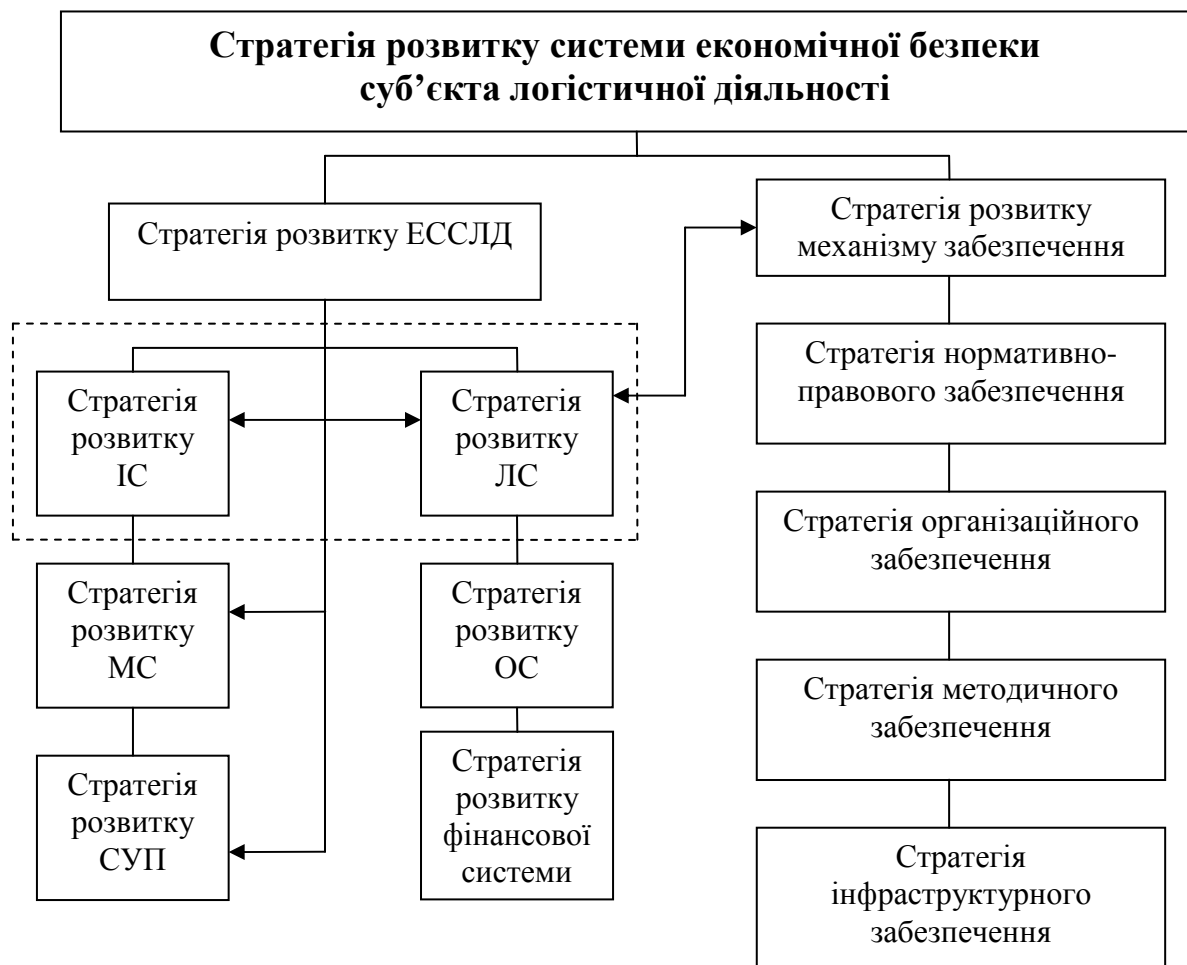 Стратегія розвитку системи економічної безпеки
суб’єкта логістичної діяльності
Стратегія розвитку ЕССЛД
Стратегія
розвитку
ІС
Стратегія
розвитку
ЛС
Стратегія
розвитку
МС
Стратегія
розвитку
ОС
Стратегія
розвитку
СУП
Стратегія
розвитку
фінансової
системи
Стратегія розвитку
механізму забезпечення
Стратегія нормативно-
правового забезпечення
Стратегія організаційного
забезпечення
Стратегія методичного
забезпечення
Стратегія
інфраструктурного
забезпечення